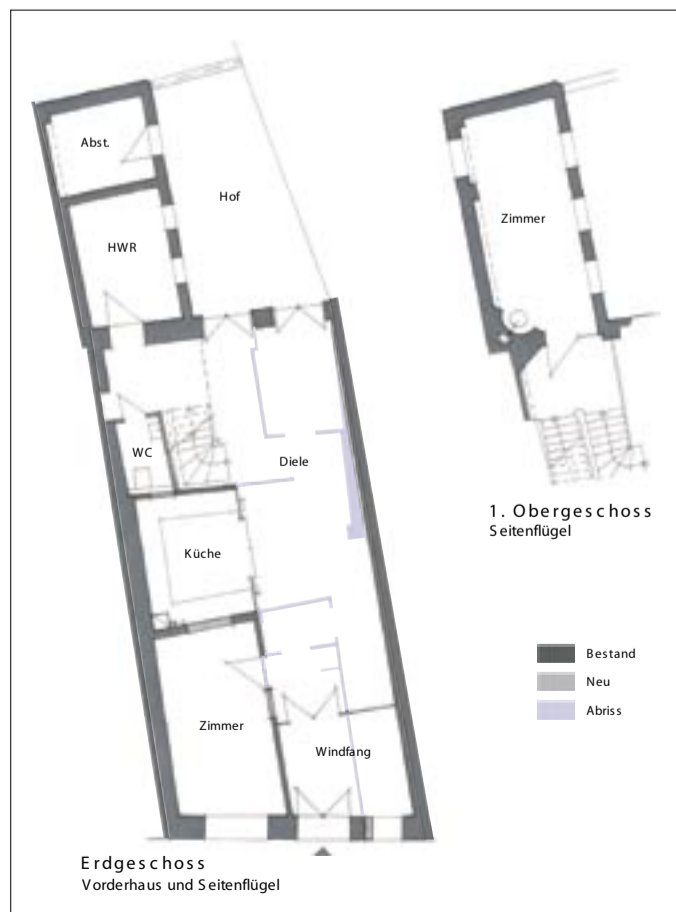 Abst.
Hof
HWR
WC
Diele
Küche
Zimmer
Windfang
Erdgeschoss
Vorderhaus und Seitenflügel
Zimmer
1. Obergeschoss
Seitenflügel
Bestand
Neu
Abriss